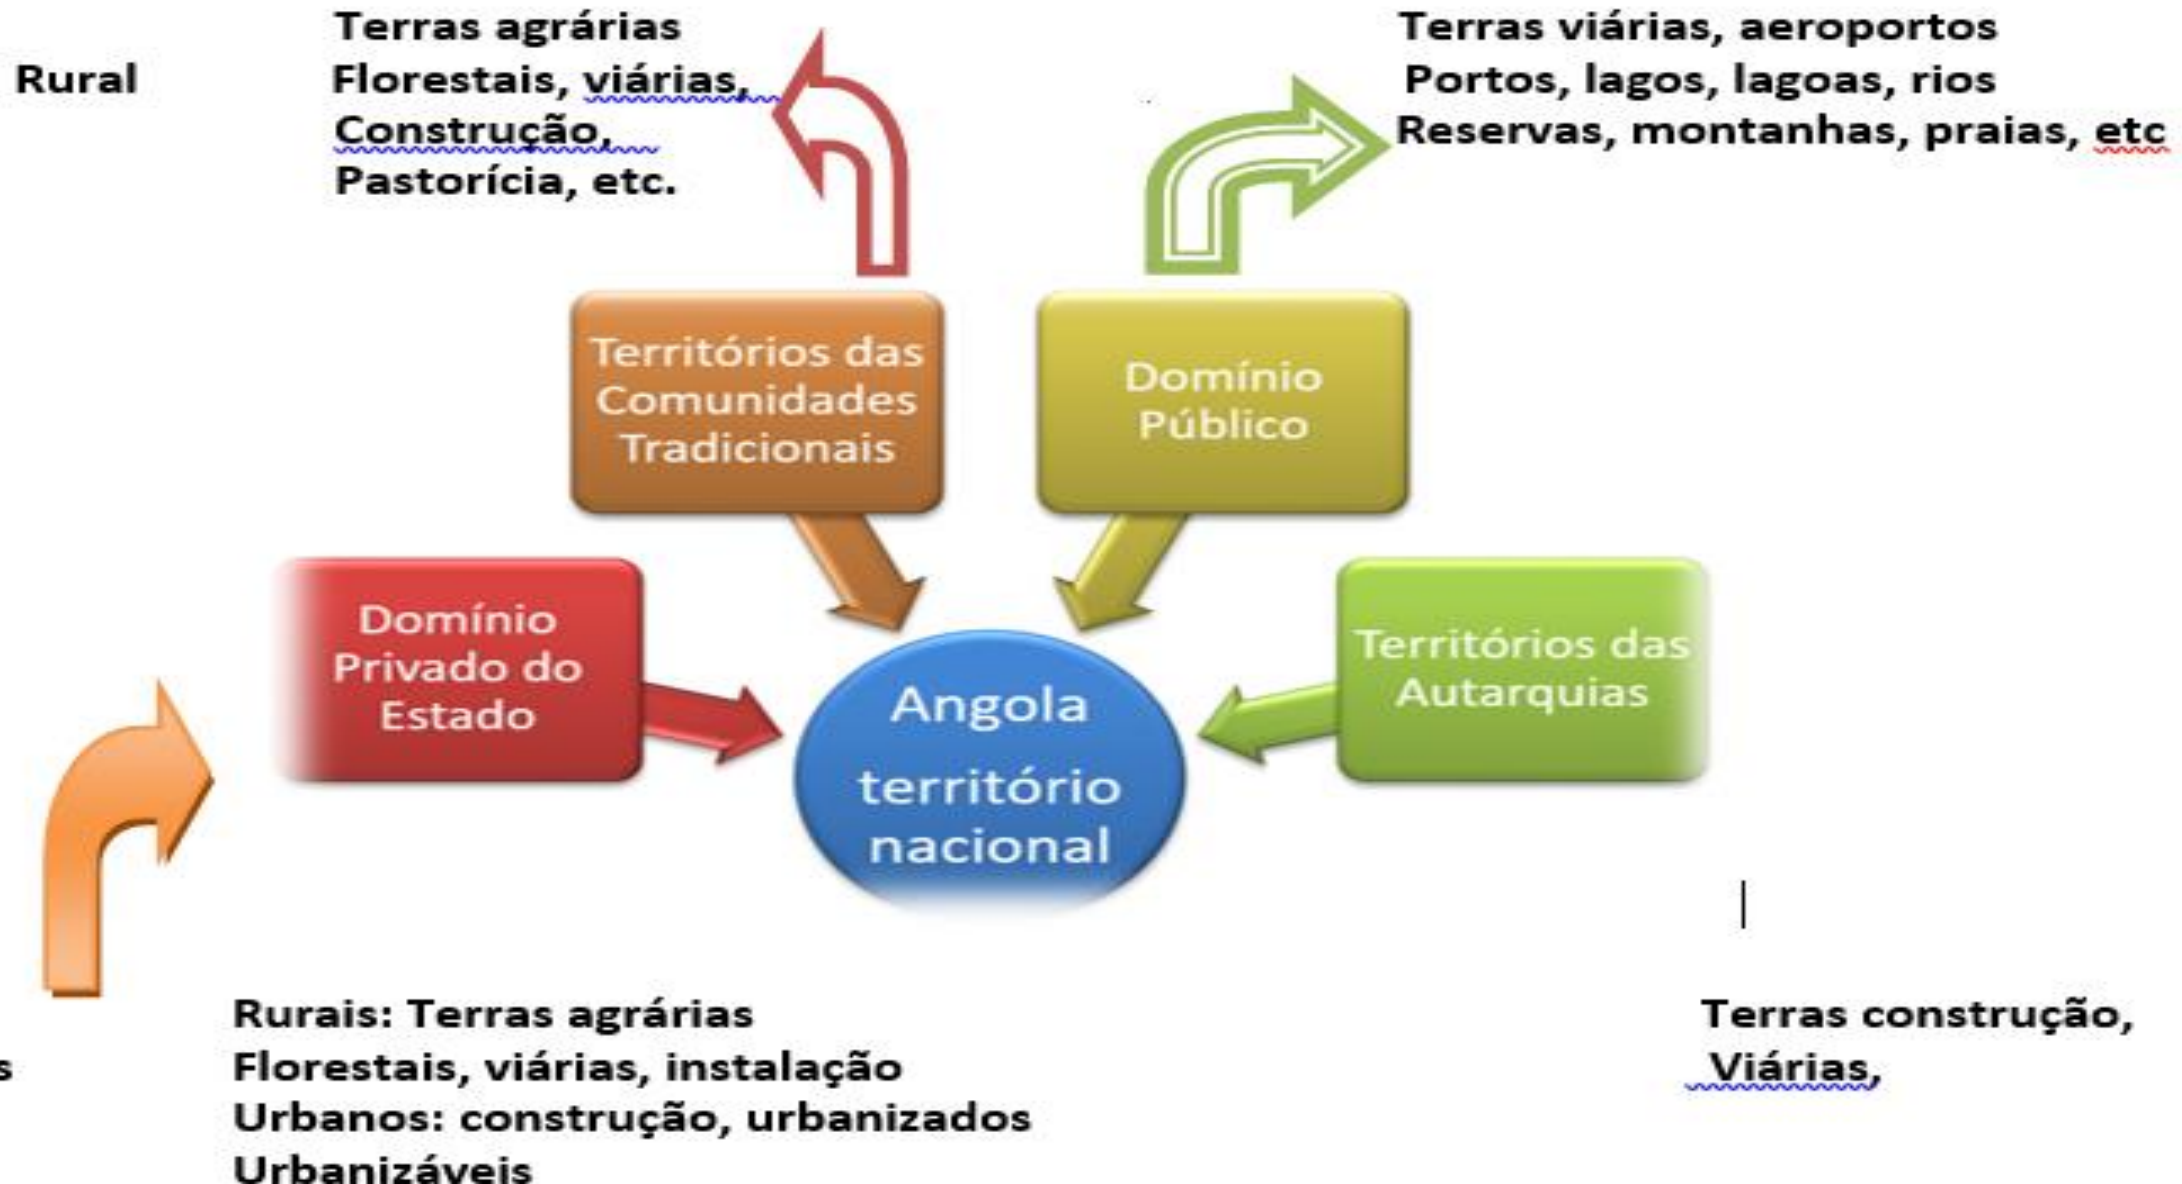 Terras agrárias
Rural
Florestais, viárias,
Construção,
Pastorícia, etc.
Terras viárias, aeroportos
Portos, lagos, lagoas, rios
Reservas, montanhas, praias, etc
Territórios das
Comunidades
Tradicionais
Domínio
Público
Domínio
Privado do
Estado
Territórios das
Autarquias
Angola
território
nacional
Rurais: Terras agrárias
Florestais, viárias, instalação
Urbanos: construção, urbanizados
Urbanizáveis
Terras construção,
Viárias,